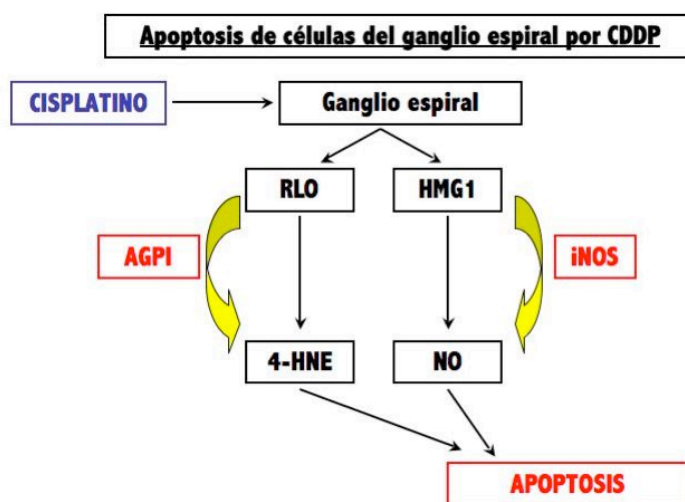 Apoptosis de células del ganglio espiral por CDDP
CISPLATINO
Ganglio espiral
RLO
HMG1
AGPI
iNOS
4-HNE
NO
APOPTOSIS